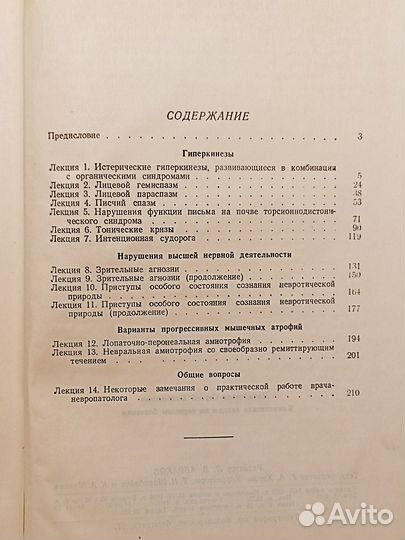 СОДЕРЖАНИЕ
Предисловие . . . . . . . . . . . . . . . . . . 3
Гиперкинезы
Лекция 1. Истерические гиперкинезы, развивающиеся в комбинации
с органическими синдромами . . . . . . . . . . 5
Лекция 2. Лицевой гемиспазм . . . . . . . . . . 24
Лекция 3. Лицевой параспазм . . . . . . . . . . 38
Лекция 4. Писчий спазм . . . . . . . . . . 53
Лекция 5. Нарушения функции письма на почве торсионнодистони-
ческого синдрома . . . . . . . . . . 71
Лекция 6. Тонические кризы . . . . . . . . . . 90
Лекция 7. Интенционная судорога . . . . . . . . . . 119
Нарушения высшей нервной деятельности
Лекция 8. Зрительные агнозии . . . . . . . . . . 131
Лекция 9. Зрительные агнозии (продолжение) . . . . . . 150
Лекция 10. Приступы особого состояния сознания невротической
природы . . . . . . . . . . 164
Лекция 11. Приступы особого состояния сознания невротической
природы (продолжение) . . . . . . . . . . 177
Варианты прогрессивных мышечных атрофий
Лекция 12. Лопаточно-перонеальная амиотрофия . . . . . 194
Лекция 13. Невральная амиотрофия со своеобразно ремиттирующим
течением . . . . . . . . . . 201
Общие вопросы
Лекция 14. Некоторые замечания о практической работе врача-
невропатолога . . . . . . . . . . 210
Avito